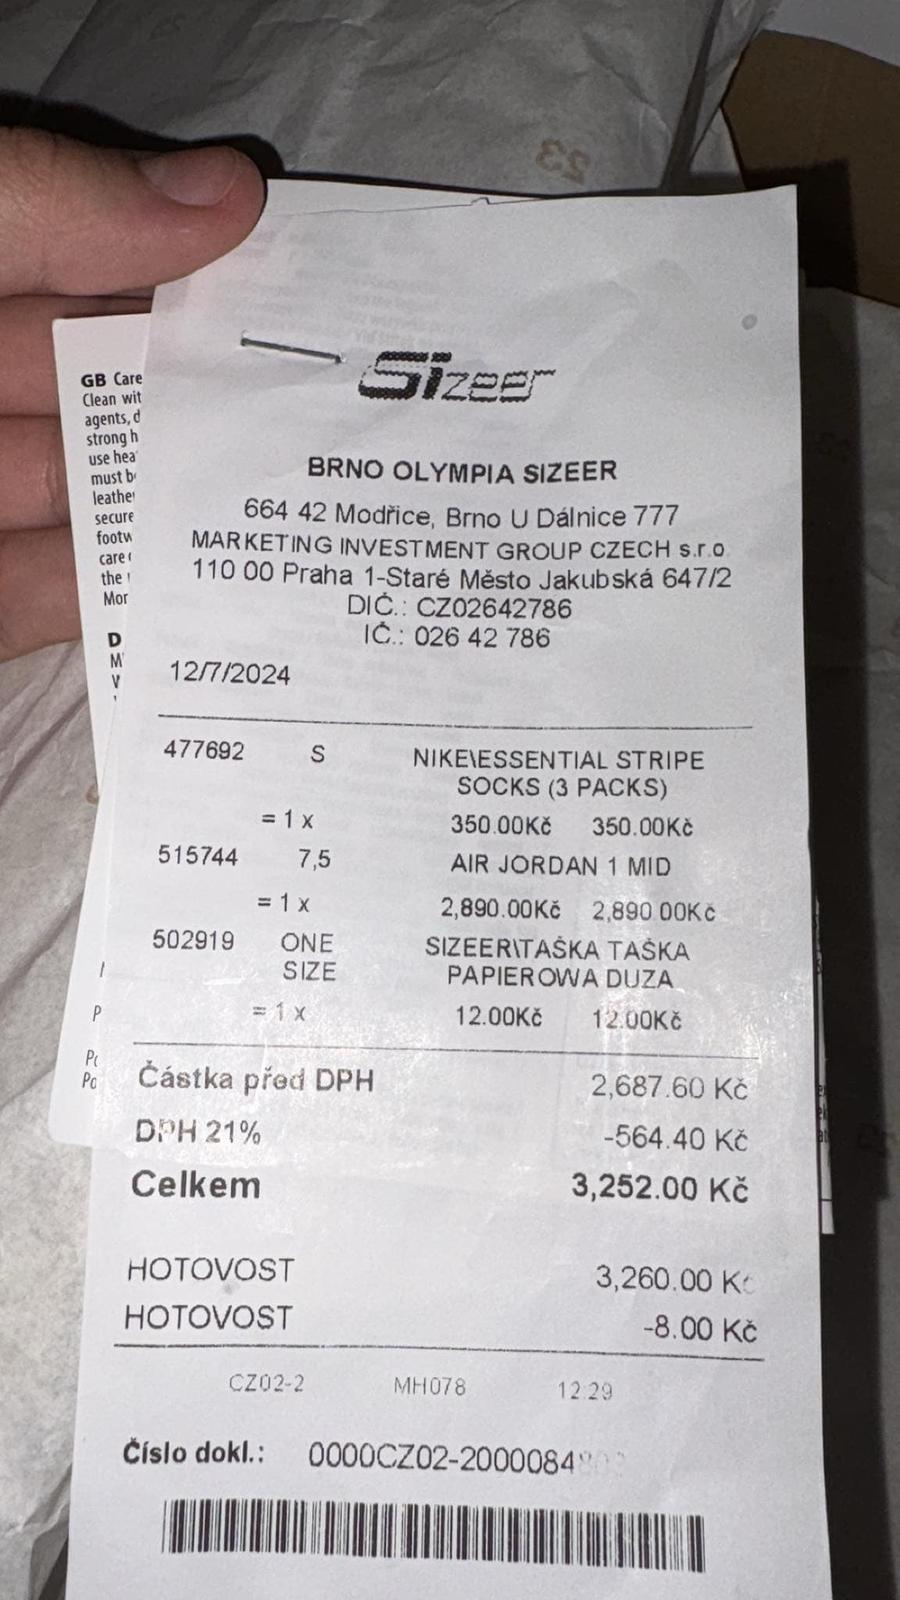 GB Care
Clean wit
agents, d
strong h
use hea
must b
leather
secure
footw
care
the
Mor
D
Sizeer
BRNO OLYMPIA SIZEER
664 42 Modřice, Brno U Dálnice 777
MARKETING INVESTMENT GROUP CZECH s.r.o.
110 00 Praha 1-Staré Město Jakubská 647/2
DIČ.: CZ02642786
IČ.: 026 42 786
12/7/2024
477692 S NIKE\ESSENTIAL STRIPE
SOCKS (3 PACKS)
= 1 x 350.00Kč 350.00Kč
515744 7,5 AIR JORDAN 1 MID
= 1 x 2,890.00Kč 2,890.00Kč
502919 ONE SIZEER\TAŠKA TAŠKA
SIZE PAPIEROWA DUZA
= 1 x 12.00Kč 12.00Kč
Částka před DPH 2,687.60 Kč
DPH 21% -564.40 Kč
Celkem 3,252.00 Kč
HOTOVOST 3,260.00 Kč
HOTOVOST -8.00 Kč
CZ02-2 MH078 12:29
Číslo dokl.: 0000CZ02-2000084